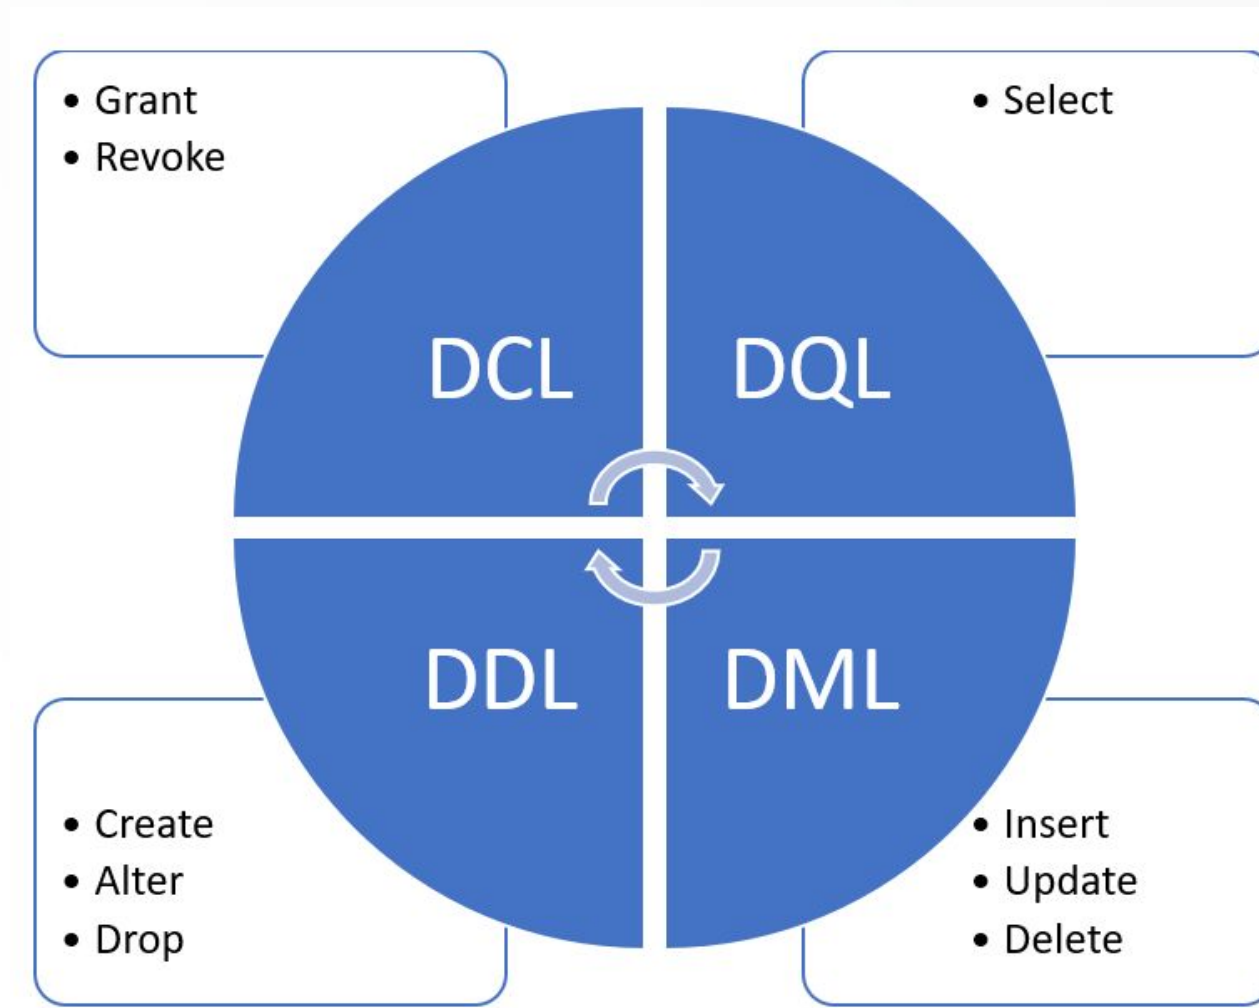 • Grant
• Revoke
• Select
DCL
DQL
DDL
DML
• Create
• Alter
• Drop
• Insert
• Update
• Delete